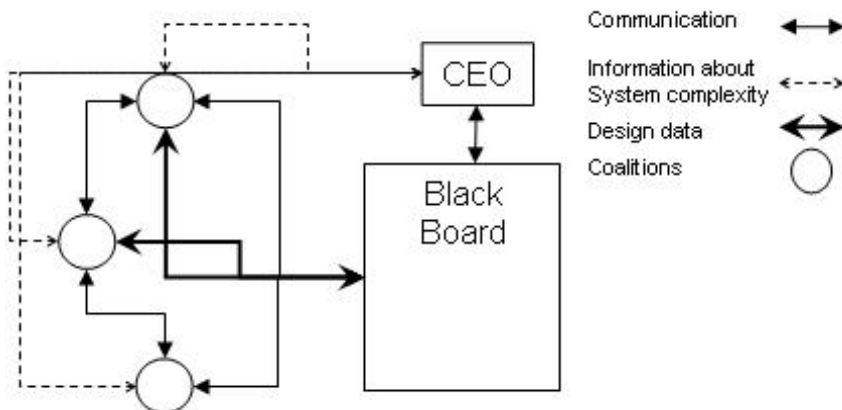 Communication
CEO
Information about
System complexity
Design data
Black
Board
Coalitions